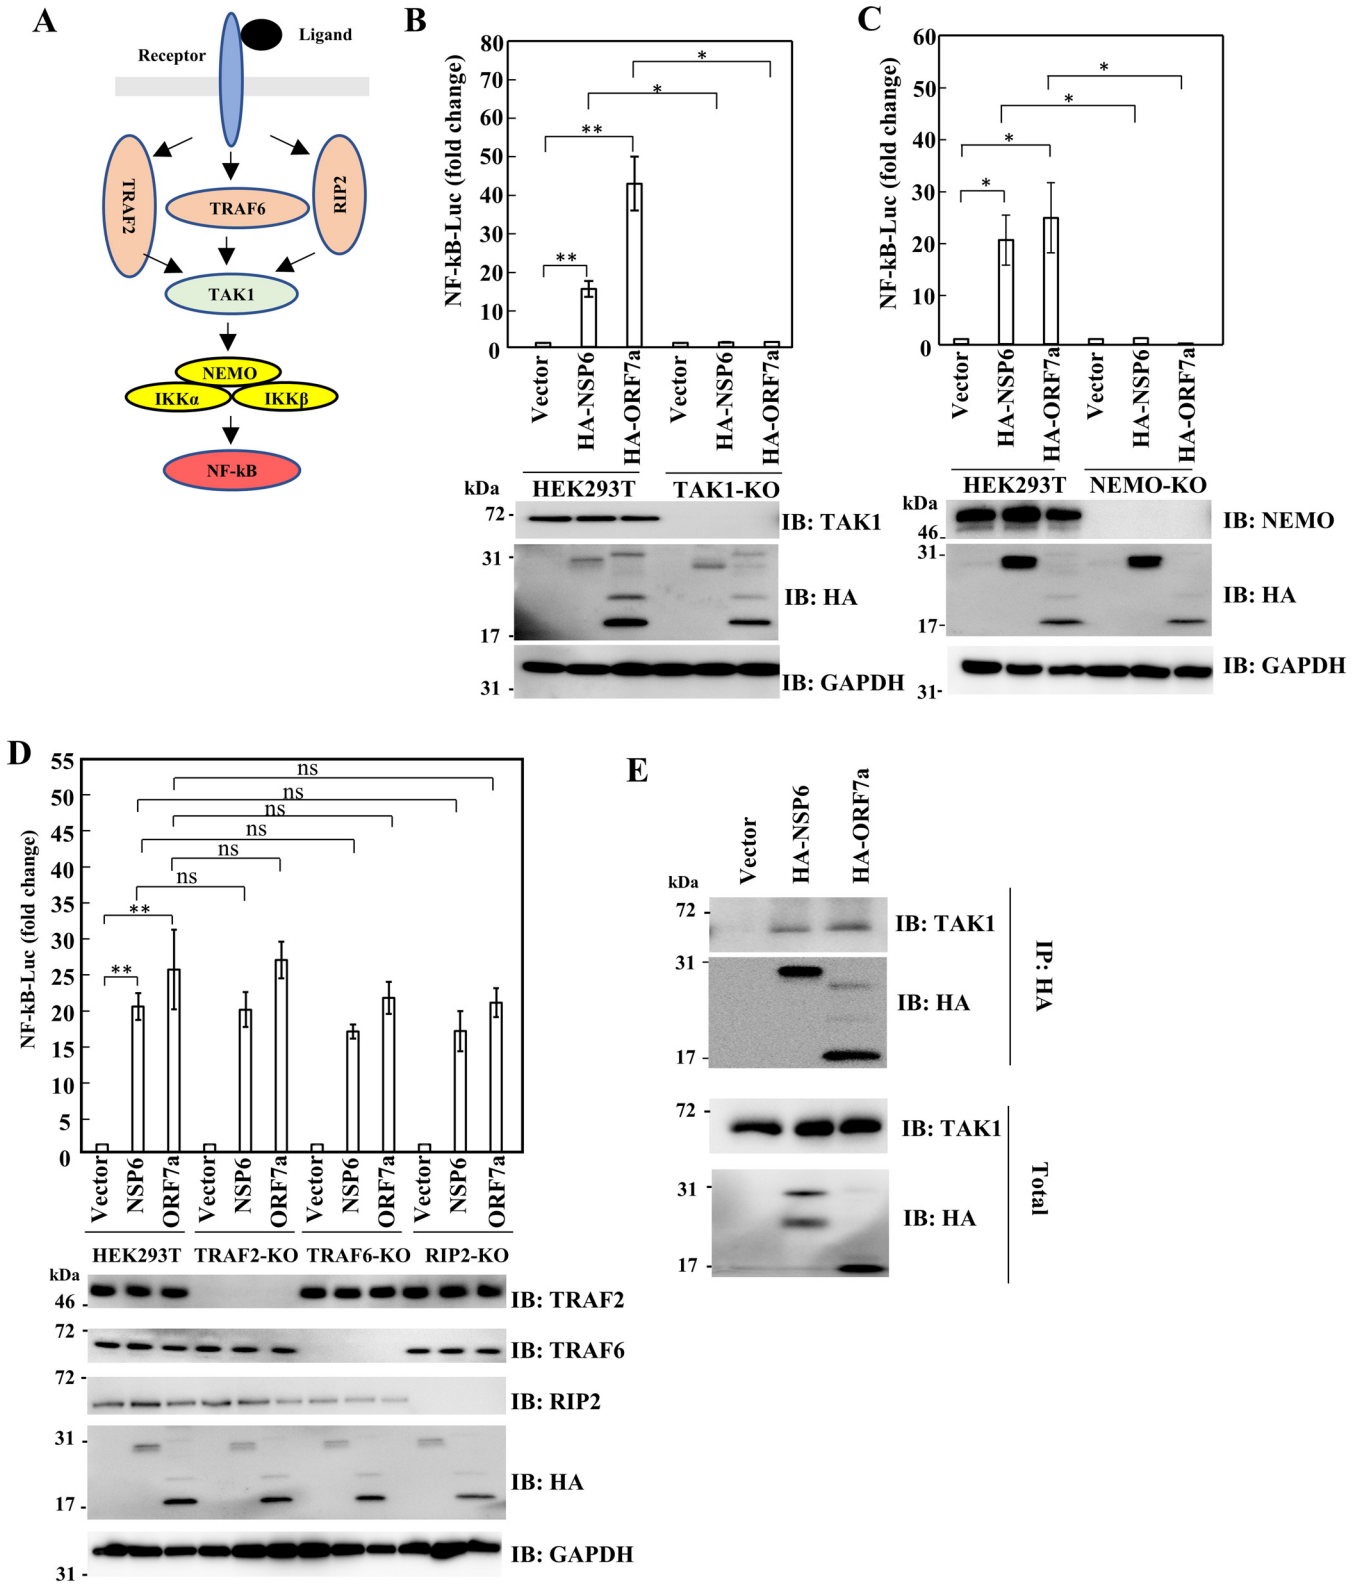 A
Ligand
Receptor
TRAF2
TRAF6
RIP2
TAK1
NEMO
IKKα
IKKβ
NF-kB
B
NF-kB-Luc (fold change)
80
70
60
50
40
30
20
10
0
*
*
**
**
Vector
HA-NSP6
HA-ORF7a
Vector
HA-NSP6
HA-ORF7a
HEK293T
TAK1-KO
kDa
72 -
IB: TAK1
31 -
IB: HA
17 -
IB: GAPDH
31 -
C
NF-kB-Luc (fold change)
60
50
40
30
20
10
0
*
*
*
*
Vector
HA-NSP6
HA-ORF7a
Vector
HA-NSP6
HA-ORF7a
HEK293T
NEMO-KO
kDa
IB: NEMO
46 -
31 -
IB: HA
17 -
IB: GAPDH
31 -
D
NF-kB-Luc (fold change)
55
50
45
40
35
30
25
20
15
10
5
0
ns
ns
ns
ns
ns
ns
**
**
Vector
NSP6
ORF7a
Vector
NSP6
ORF7a
Vector
NSP6
ORF7a
Vector
NSP6
ORF7a
HEK293T
TRAF2-KO
TRAF6-KO
RIP2-KO
kDa
46 -
IB: TRAF2
72 -
IB: TRAF6
72 -
IB: RIP2
31 -
IB: HA
17 -
IB: GAPDH
31 -
E
Vector
HA-NSP6
HA-ORF7a
kDa
72 -
IB: TAK1
31 -
IB: HA
17 -
IP: HA
72 -
IB: TAK1
31 -
IB: HA
17 -
Total